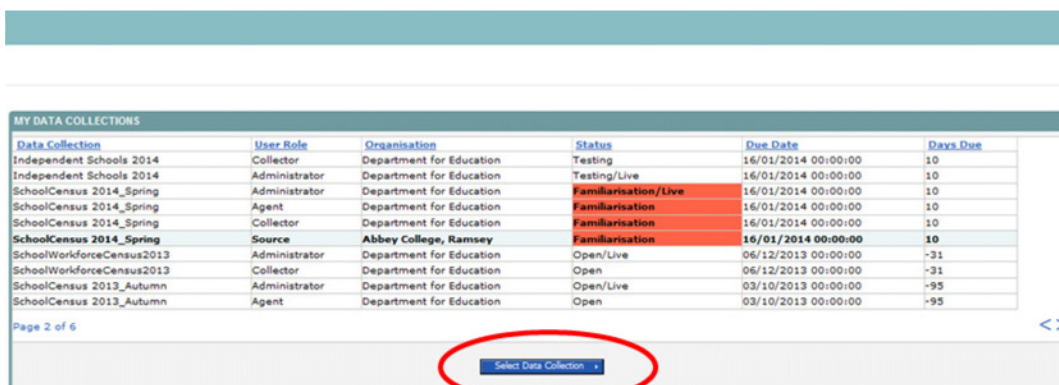 MY DATA COLLECTIONS
Data Collection User Role Organisation Status Due Date Days Due
Independent Schools 2014 Collector Department for Education Testing 16/01/2014 00:00:00 10
Independent Schools 2014 Administrator Department for Education Testing/Live 16/01/2014 00:00:00 10
SchoolCensus 2014_Spring Administrator Department for Education Familiarisation/Live 16/01/2014 00:00:00 10
SchoolCensus 2014_Spring Agent Department for Education Familiarisation 16/01/2014 00:00:00 10
SchoolCensus 2014_Spring Collector Department for Education Familiarisation 16/01/2014 00:00:00 10
SchoolCensus 2014_Spring Source Abbey College, Ramsey Familiarisation 16/01/2014 00:00:00 10
SchoolWorkforceCensus2013 Administrator Department for Education Open/Live 06/12/2013 00:00:00 -31
SchoolWorkforceCensus2013 Collector Department for Education Open 06/12/2013 00:00:00 -31
SchoolCensus 2013_Autumn Administrator Department for Education Open/Live 03/10/2013 00:00:00 -95
SchoolCensus 2013_Autumn Agent Department for Education Open 03/10/2013 00:00:00 -95
Page 2 of 6 <
Select Data Collection